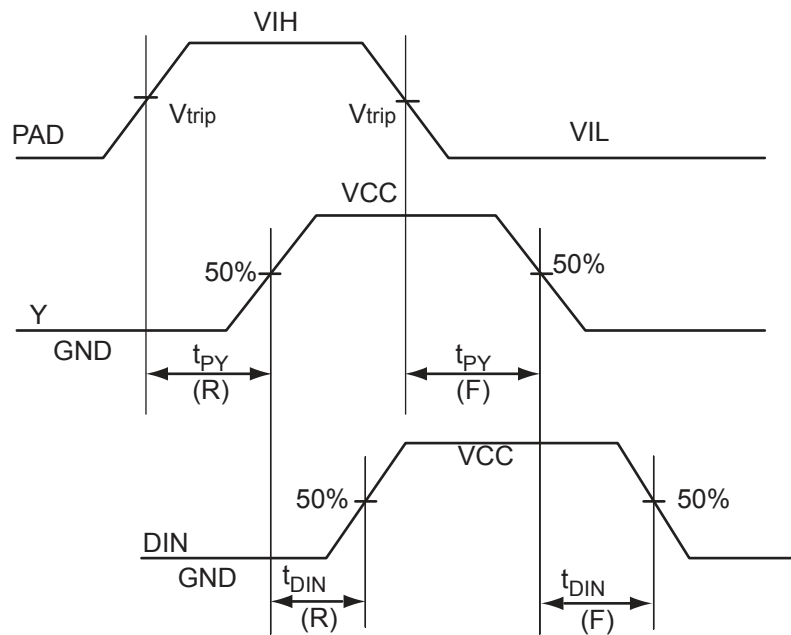 VIH
Vtrip
Vtrip
PAD
VIL
VCC
50%
50%
Y
GND
tPY
(R)
tPY
(F)
VCC
50%
50%
DIN
GND
tDIN
(R)
tDIN
(F)